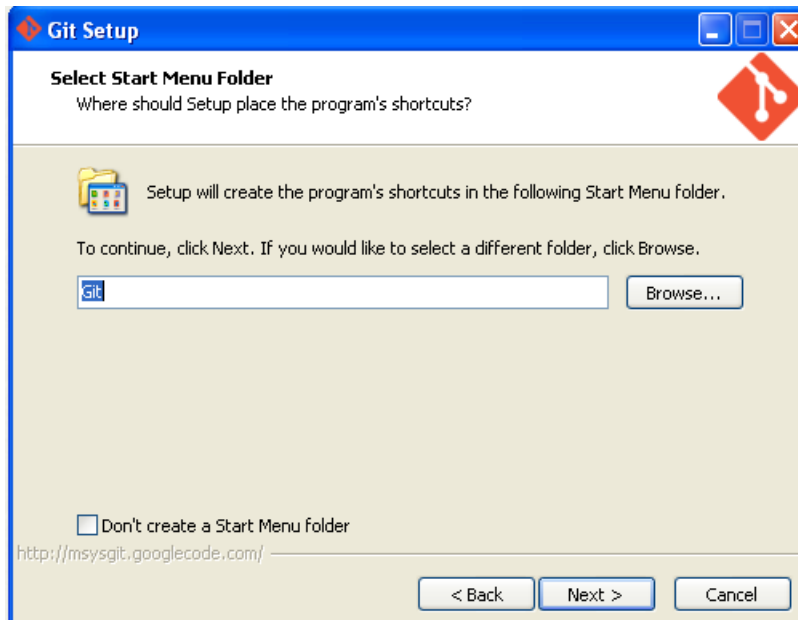 Git Setup
Select Start Menu Folder
Where should Setup place the program's shortcuts?
Setup will create the program's shortcuts in the following Start Menu folder.
To continue, click Next. If you would like to select a different folder, click Browse.
Git
Browse...
Don't create a Start Menu folder
http://msysgit.googlecode.com/
< Back
Next >
Cancel